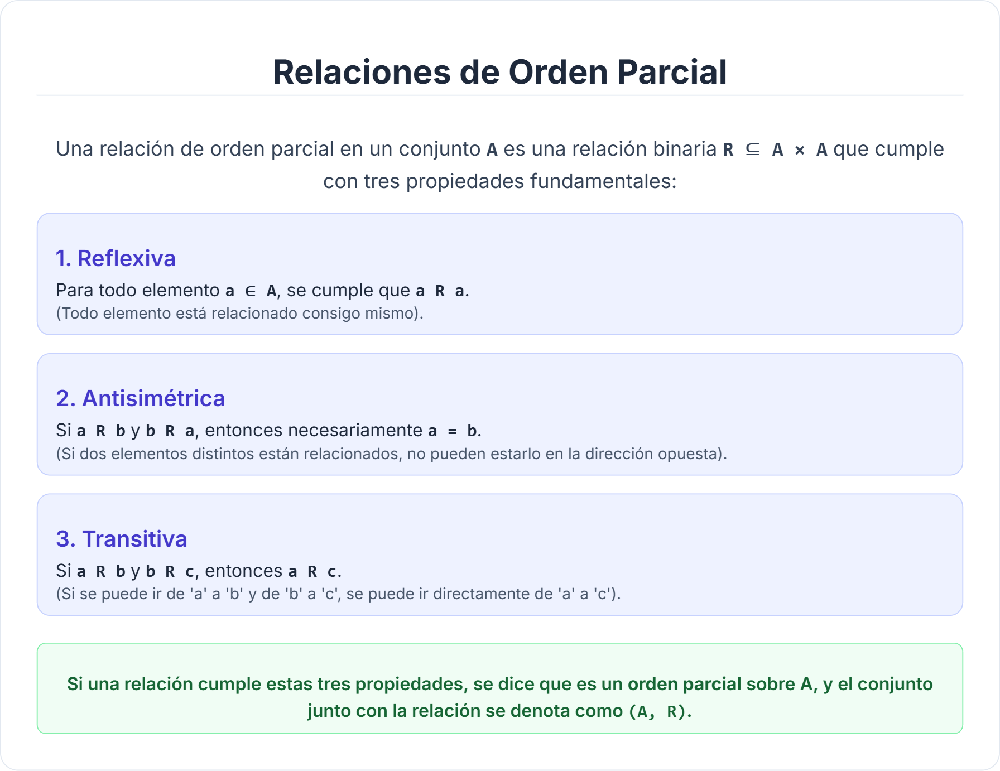 Relaciones de Orden Parcial
Una relación de orden parcial en un conjunto A es una relación binaria R ⊆ A × A que cumple
con tres propiedades fundamentales:
1. Reflexiva
Para todo elemento a ∈ A, se cumple que a R a.
(Todo elemento está relacionado consigo mismo).
2. Antisimétrica
Si a R b y b R a, entonces necesariamente a = b.
(Si dos elementos distintos están relacionados, no pueden estarlo en la dirección opuesta).
3. Transitiva
Si a R b y b R c, entonces a R c.
(Si se puede ir de 'a' a 'b' y de 'b' a 'c', se puede ir directamente de 'a' a 'c').
Si una relación cumple estas tres propiedades, se dice que es un orden parcial sobre A, y el conjunto
junto con la relación se denota como (A, R).